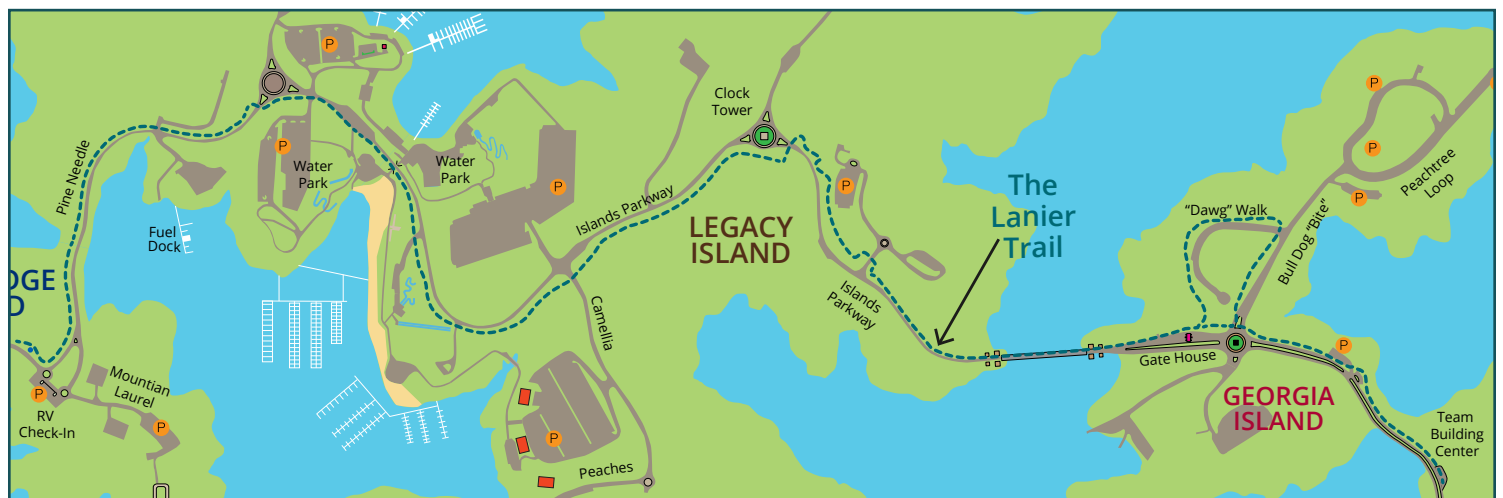 P
Pine Needle
P
Water
Park
Fuel
Dock
DGE
D
P
RV
Check-In
Mountian
Laurel
P
Water
Park
P
Islands Parkway
Camellia
P
Peaches
Clock
Tower
LEGACY
ISLAND
P
Islands
Parkway
The
Lanier
Trail
"Dawg" Walk
Bull Dog "Bite"
P
P
P
Peachtree
Loop
Gate House
P
GEORGIA
ISLAND
Team
Building
Center